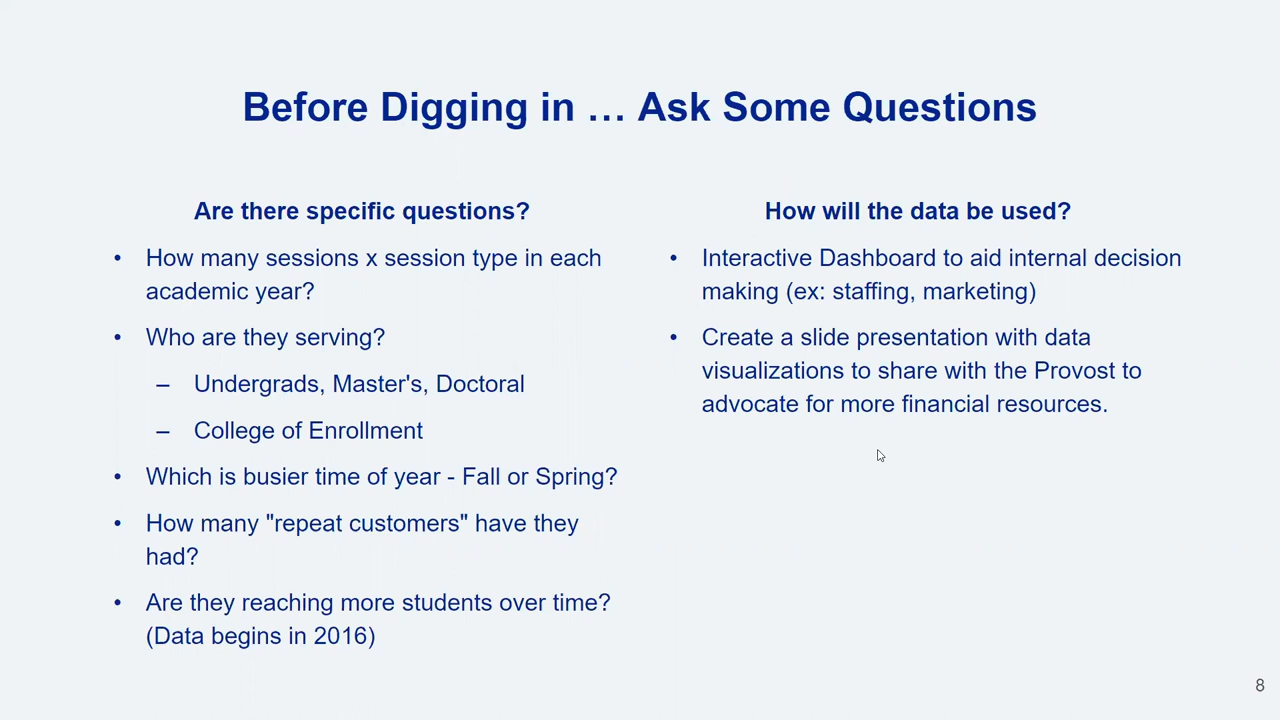 Before Digging in … Ask Some Questions
Are there specific questions?
• How many sessions x session type in each
academic year?
• Who are they serving?
– Undergrads, Master's, Doctoral
– College of Enrollment
• Which is busier time of year - Fall or Spring?
• How many "repeat customers" have they
had?
• Are they reaching more students over time?
(Data begins in 2016)
How will the data be used?
• Interactive Dashboard to aid internal decision
making (ex: staffing, marketing)
• Create a slide presentation with data
visualizations to share with the Provost to
advocate for more financial resources.
8